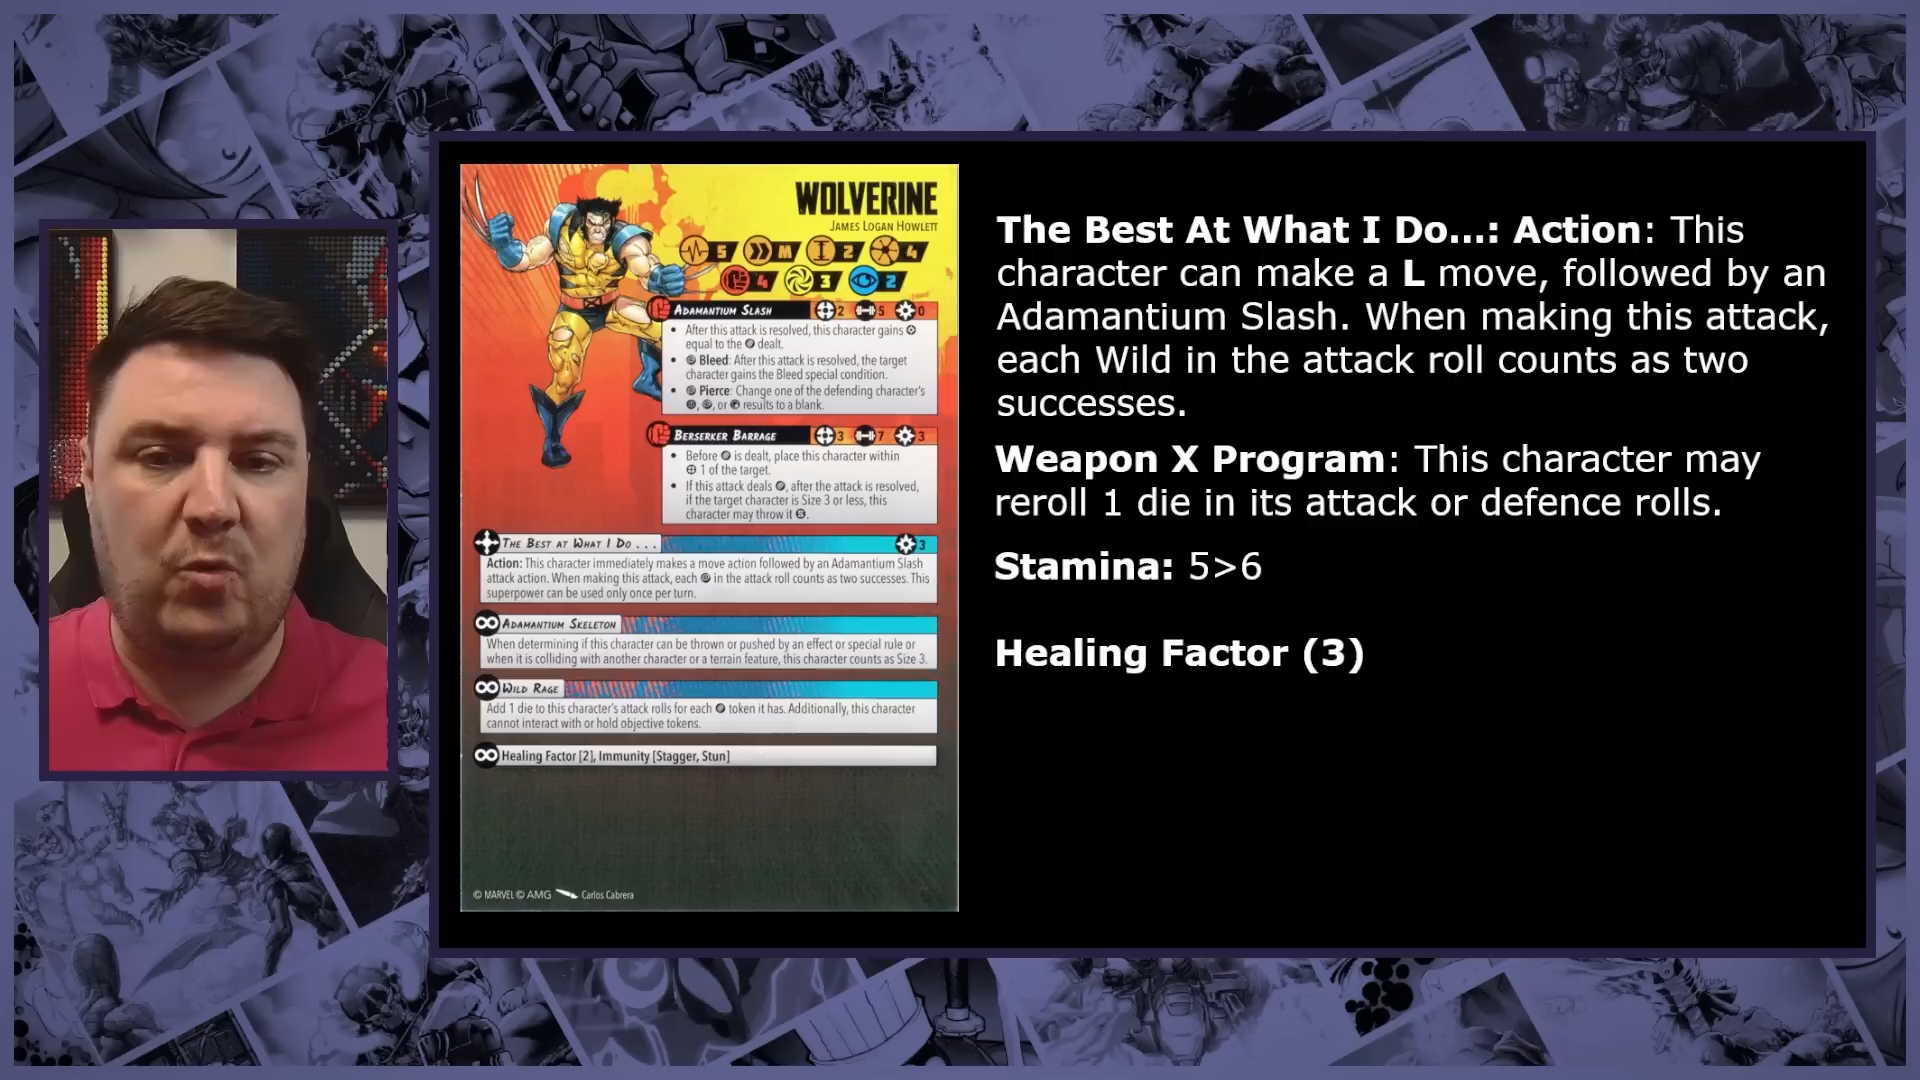 WOLVERINE
JAMES LOGAN HOWLETT
5 M 2 4
4 3 2
ADAMANTIUM SLASH 2 5 0
• After this attack is resolved, this character gains
equal to the dealt.
• Bleed: After this attack is resolved, the target
character gains the Bleed special condition.
• Pierce: Change one of the defending character's
, , or results to a blank.
BERSERKER BARRAGE 3 7 3
• Before is dealt, place this character within
1 of the target.
• If this attack deals , after the attack is resolved,
if the target character is Size 3 or less, this
character may throw it S.
THE BEST AT WHAT I DO . . . 3
Action: This character immediately makes a move action followed by an Adamantium Slash
attack action. When making this attack, each in the attack roll counts as two successes. This
superpower can be used only once per turn.
ADAMANTIUM SKELETON
When determining if this character can be thrown or pushed by an effect or special rule or
when it is colliding with another character or a terrain feature, this character counts as Size 3.
WILD RAGE
Add 1 die to this character's attack rolls for each token it has. Additionally, this character
cannot interact with or hold objective tokens.
Healing Factor [2], Immunity [Stagger, Stun]
© MARVEL © AMG Carlos Cabrera
The Best At What I Do...: Action: This
character can make a L move, followed by an
Adamantium Slash. When making this attack,
each Wild in the attack roll counts as two
successes.
Weapon X Program: This character may
reroll 1 die in its attack or defence rolls.
Stamina: 5>6
Healing Factor (3)